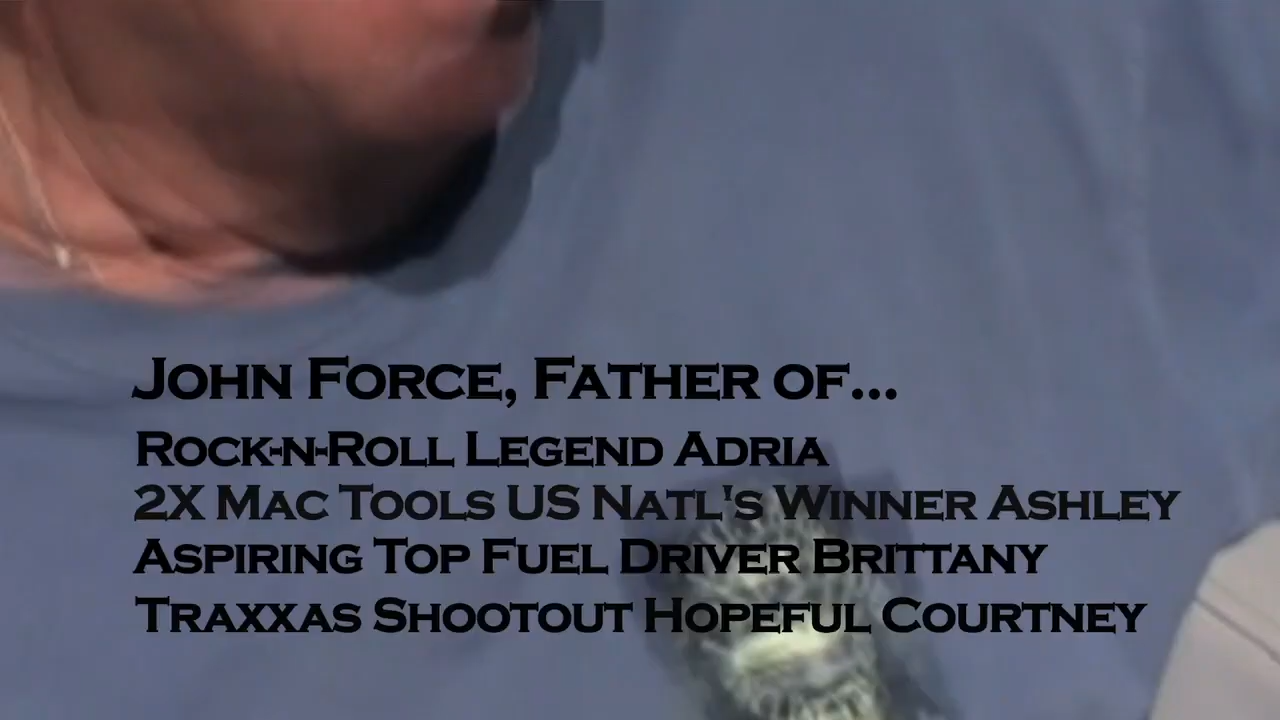 John Force, Father of...
Rock-n-Roll Legend Adria
2X Mac Tools US Natl's Winner Ashley
Aspiring Top Fuel Driver Brittany
Traxxas Shootout Hopeful Courtney